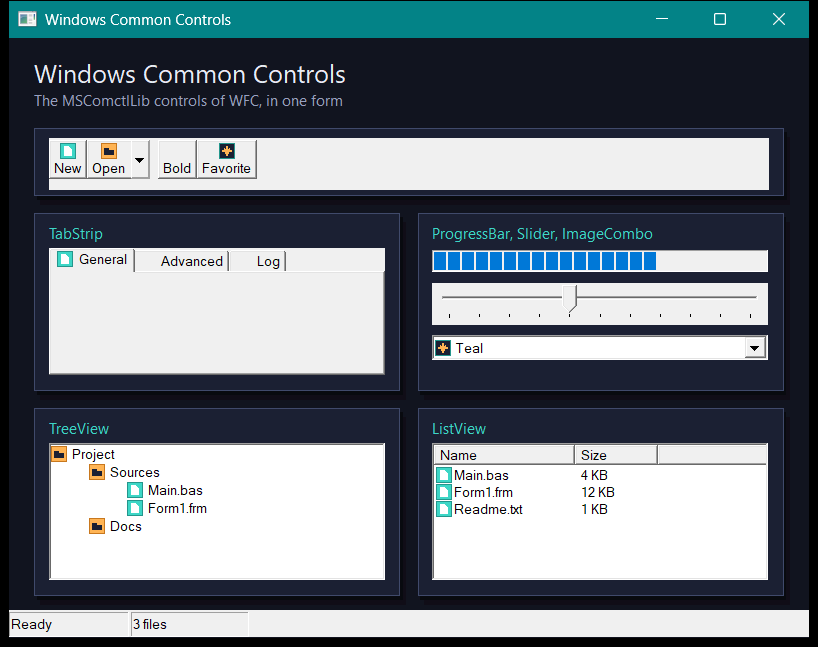 Windows Common Controls
Windows Common Controls
The MSComctlLib controls of WFC, in one form
New Open Bold Favorite
TabStrip
General Advanced Log
ProgressBar, Slider, ImageCombo
Teal
TreeView
Project
Sources
Main.bas
Form1.frm
Docs
ListView
Name Size
Main.bas 4 KB
Form1.frm 12 KB
Readme.txt 1 KB
Ready 3 files